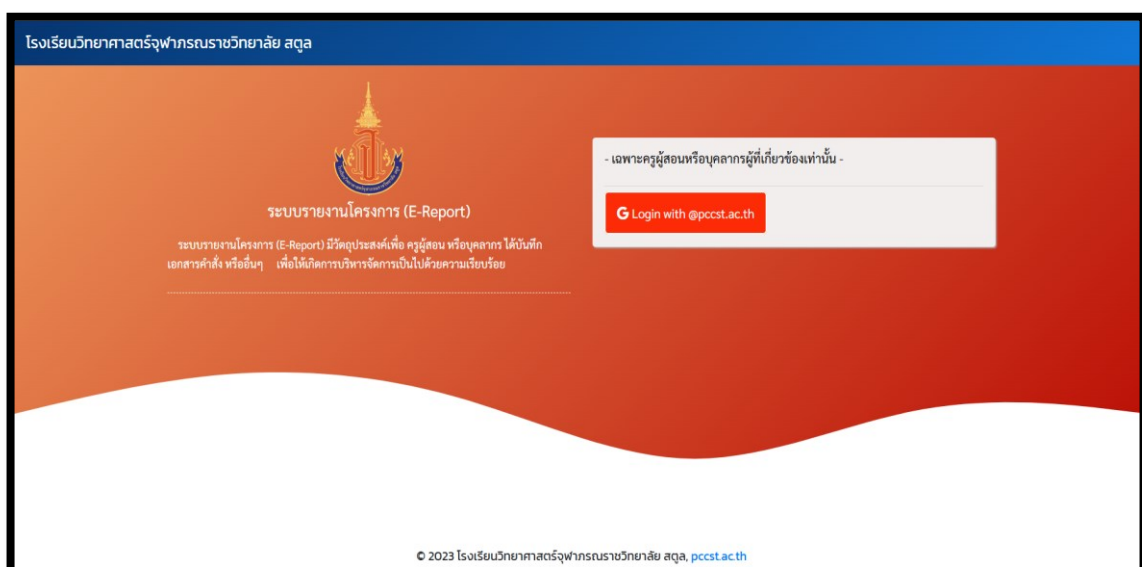 โรงเรียนวิทยาศาสตร์จุฬาภรณราชวิทยาลัย สตูล
ระบบรายงานโครงการ (E-Report)
ระบบรายงานโครงการ (E-Report) มีวัตถุประสงค์เพื่อ ครูผู้สอน หรือบุคลากร ได้บันทึก
เอกสารคำสั่ง หรืออื่นๆ เพื่อให้เกิดการบริหารจัดการเป็นไปด้วยความเรียบร้อย
- เฉพาะครูผู้สอนหรือบุคลากรผู้ที่เกี่ยวข้องเท่านั้น -
G Login with @pccst.ac.th
© 2023 โรงเรียนวิทยาศาสตร์จุฬาภรณราชวิทยาลัย สตูล, pccst.ac.th